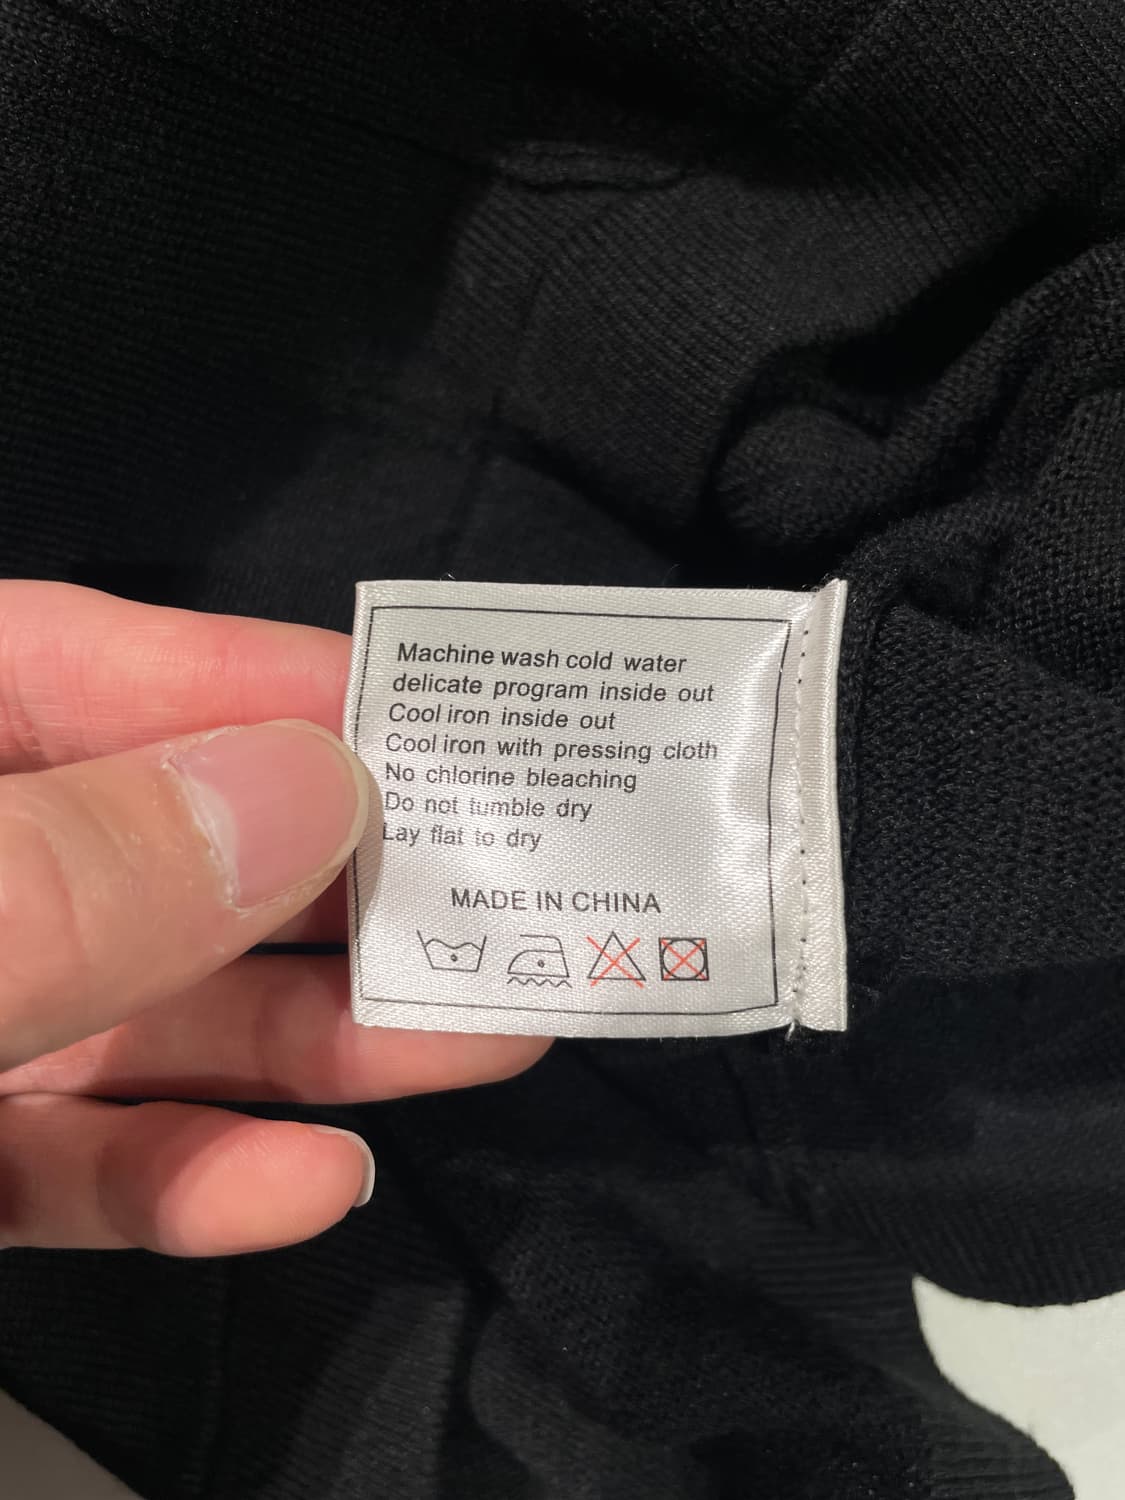 Machine wash cold water
delicate program inside out
Cool iron inside out
Cool iron with pressing cloth
No chlorine bleaching
Do not tumble dry
Lay flat to dry
MADE IN CHINA